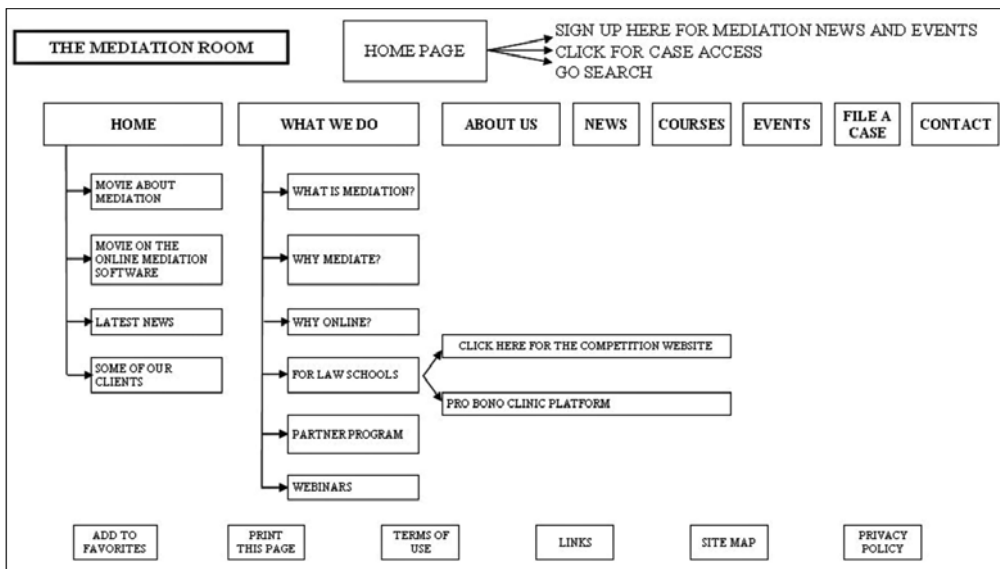 THE MEDIATION ROOM
HOME PAGE
SIGN UP HERE FOR MEDIATION NEWS AND EVENTS
CLICK FOR CASE ACCESS
GO SEARCH
HOME
WHAT WE DO
ABOUT US
NEWS
COURSES
EVENTS
FILE A
CASE
CONTACT
MOVIE ABOUT
MEDIATION
MOVIE ON THE
ONLINE MEDIATION
SOFTWARE
LATEST NEWS
SOME OF OUR
CLIENTS
WHAT IS MEDIATION?
WHY MEDIATE?
WHY ONLINE?
FOR LAW SCHOOLS
PARTNER PROGRAM
WEBINARS
CLICK HERE FOR THE COMPETITION WEBSITE
PRO BONO CLINIC PLATFORM
ADD TO
FAVORITES
PRINT
THIS PAGE
TERMS OF
USE
LINKS
SITE MAP
PRIVACY
POLICY